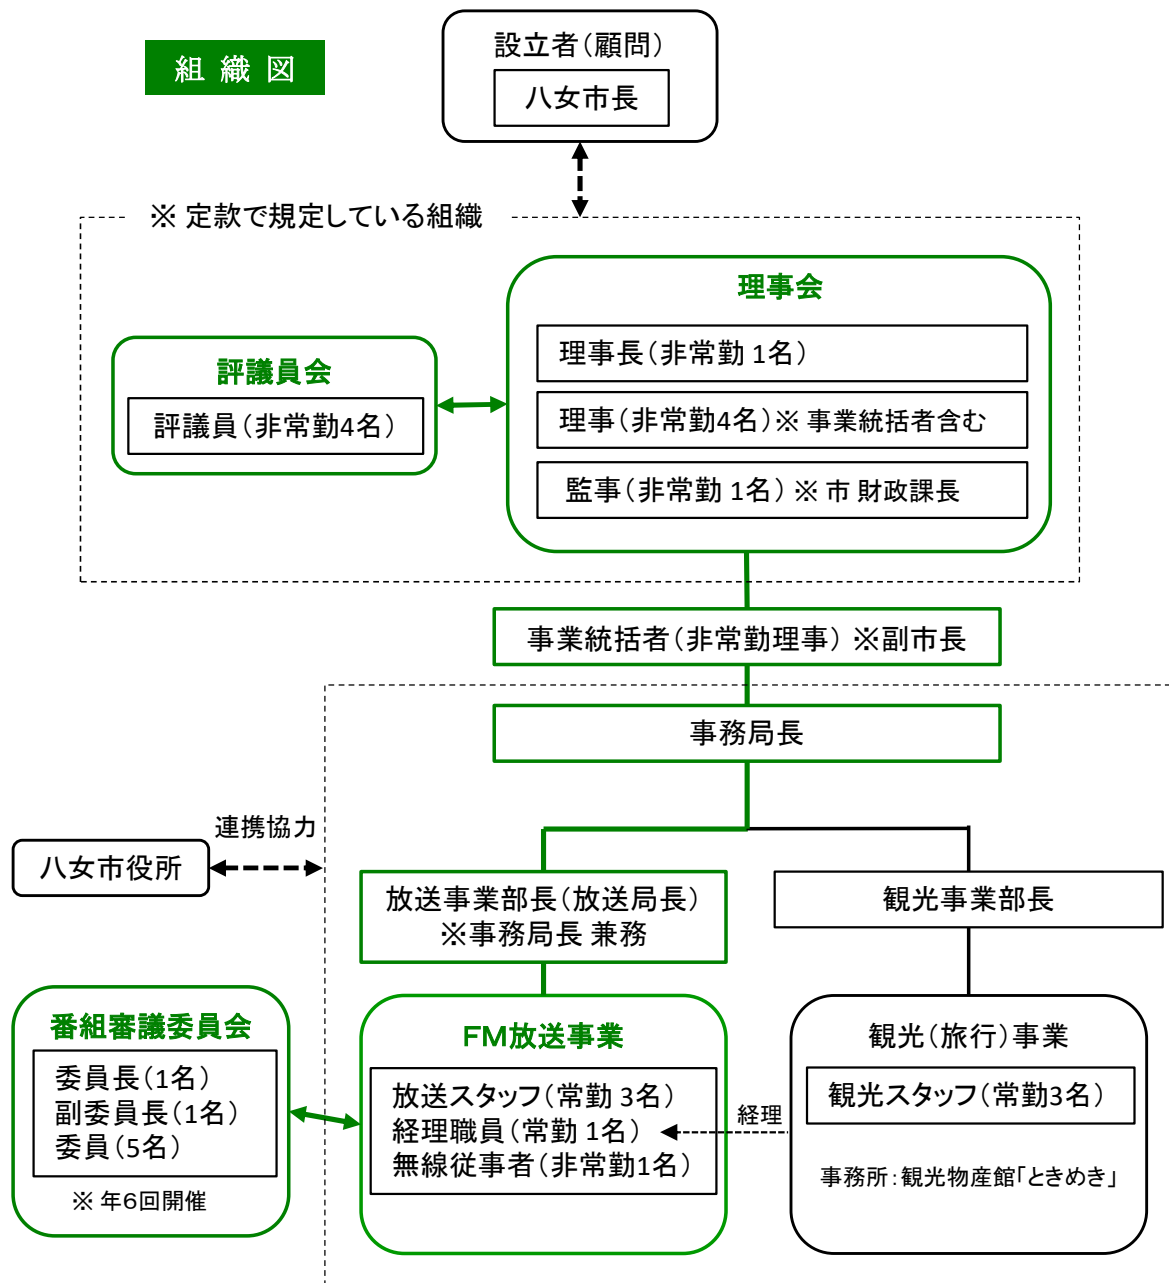 組織図
設立者（顧問）
八女市長
※ 定款で規定している組織
理事会
理事長（非常勤 1名）
理事（非常勤4名）※ 事業統括者含む
監事（非常勤 1名）※ 市 財政課長
評議員会
評議員（非常勤4名）
事業統括者（非常勤理事）※副市長
事務局長
連携協力
八女市役所
放送事業部長（放送局長）
※事務局長 兼務
観光事業部長
番組審議委員会
委員長（1名）
副委員長（1名）
委員（5名）
※ 年６回開催
ＦＭ放送事業
放送スタッフ（常勤 3名）
経理職員（常勤 1名）
無線従事者（非常勤1名）
経理
観光（旅行）事業
観光スタッフ（常勤3名）
事務所：観光物産館「ときめき」